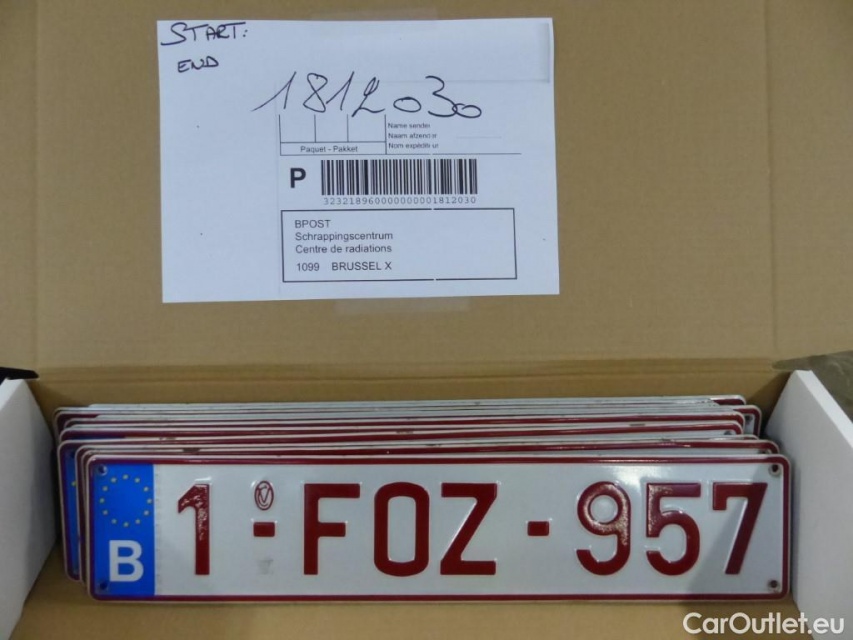 START:
END
1812030
Name sender
Naam afzender
Nom expéditeur
Paquet - Pakket
P
323218960000000001812030
BPOST
Schrappingscentrum
Centre de radiations
1099 BRUSSEL X
B 1-FOZ-957
CarOutlet.eu